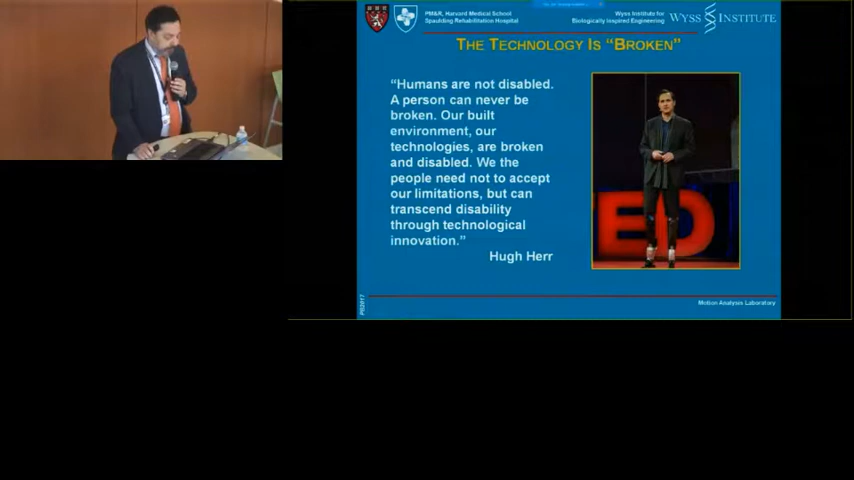 PM&R, Harvard Medical School
Spaulding Rehabilitation Hospital
Wyss Institute for
Biologically Inspired Engineering
WYSS INSTITUTE
THE TECHNOLOGY IS "BROKEN"
"Humans are not disabled.
A person can never be
broken. Our built
environment, our
technologies, are broken
and disabled. We the
people need not to accept
our limitations, but can
transcend disability
through technological
innovation."
Hugh Herr
ED
Motion Analysis Laboratory